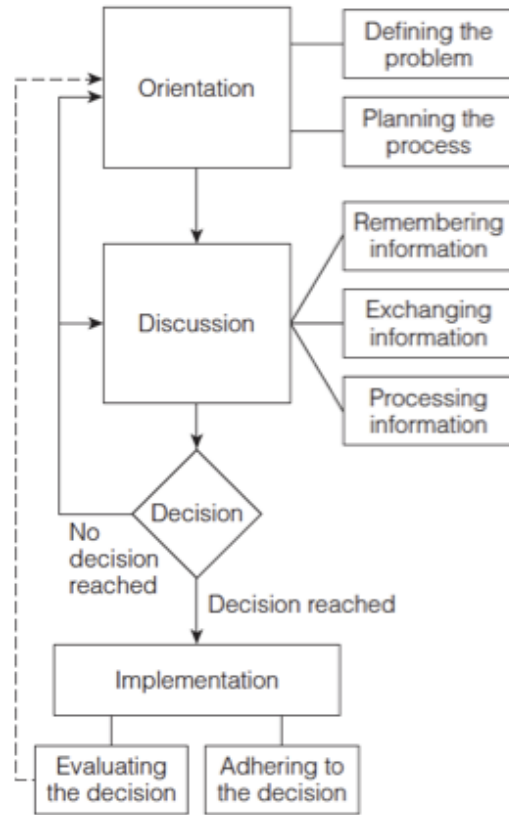 Defining the
problem
Orientation
Planning the
process
Remembering
information
Discussion
Exchanging
information
Processing
information
Decision
No
decision
reached
Decision reached
Implementation
Evaluating
the decision
Adhering to
the decision